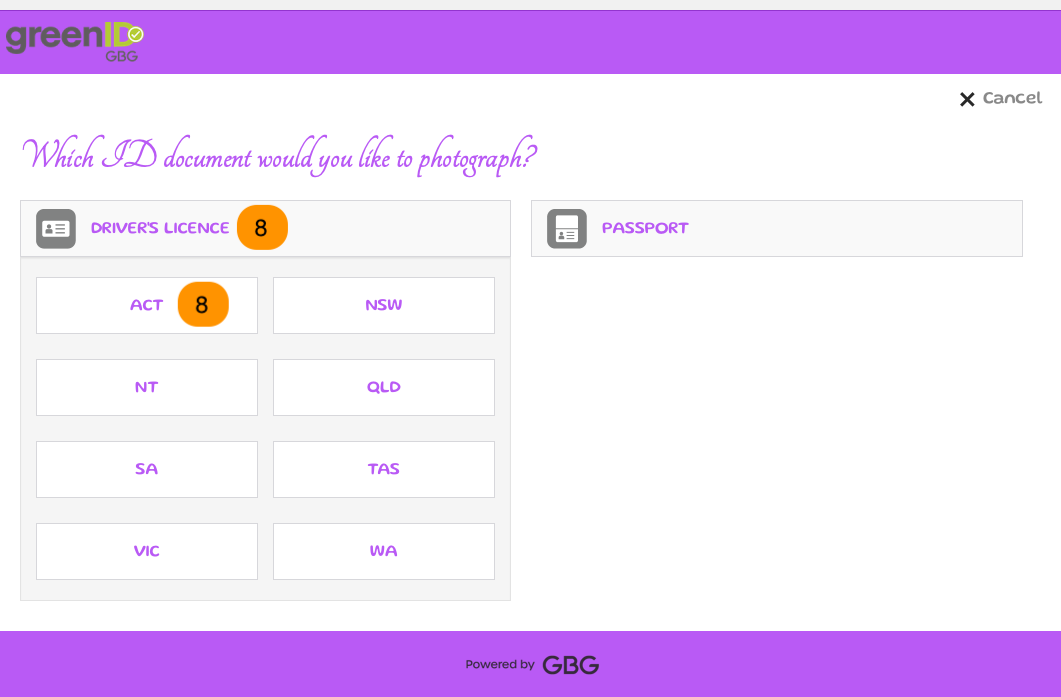 greenID
GBG
Cancel
Which ID document would you like to photograph?
DRIVER'S LICENCE 8
PASSPORT
ACT 8
NSW
NT
QLD
SA
TAS
VIC
WA
Powered by GBG